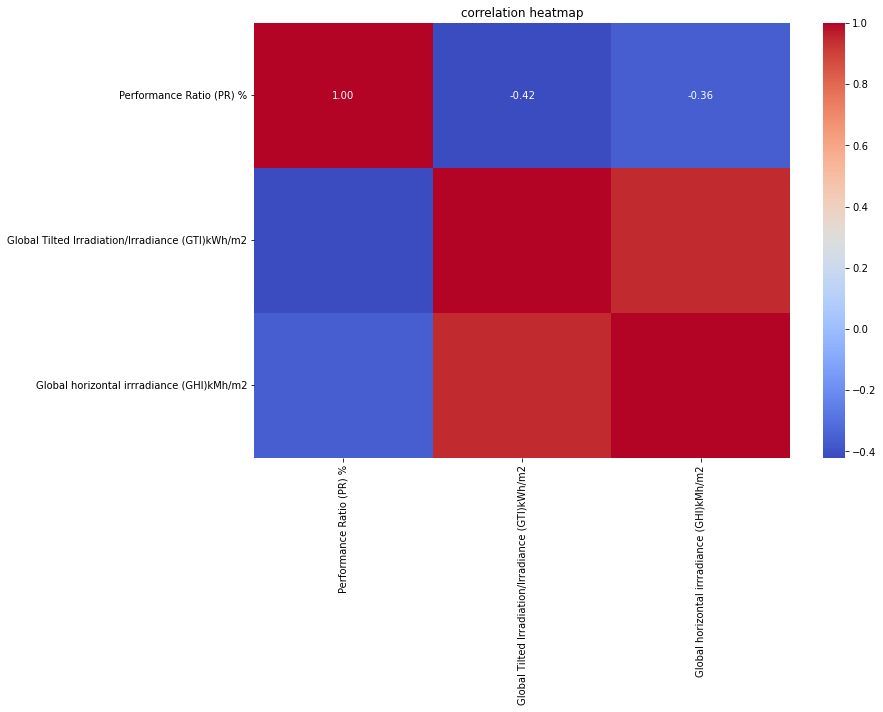 correlation heatmap
Performance Ratio (PR) %
1.00
-0.42
-0.36
Global Tilted Irradiation/Irradiance (GTI)kWh/m2
Global horizontal irrradiance (GHI)kMh/m2
Performance Ratio (PR) %
Global Tilted Irradiation/Irradiance (GTI)kWh/m2
Global horizontal irrradiance (GHI)kMh/m2
1.0
0.8
0.6
0.4
0.2
0.0
−0.2
−0.4